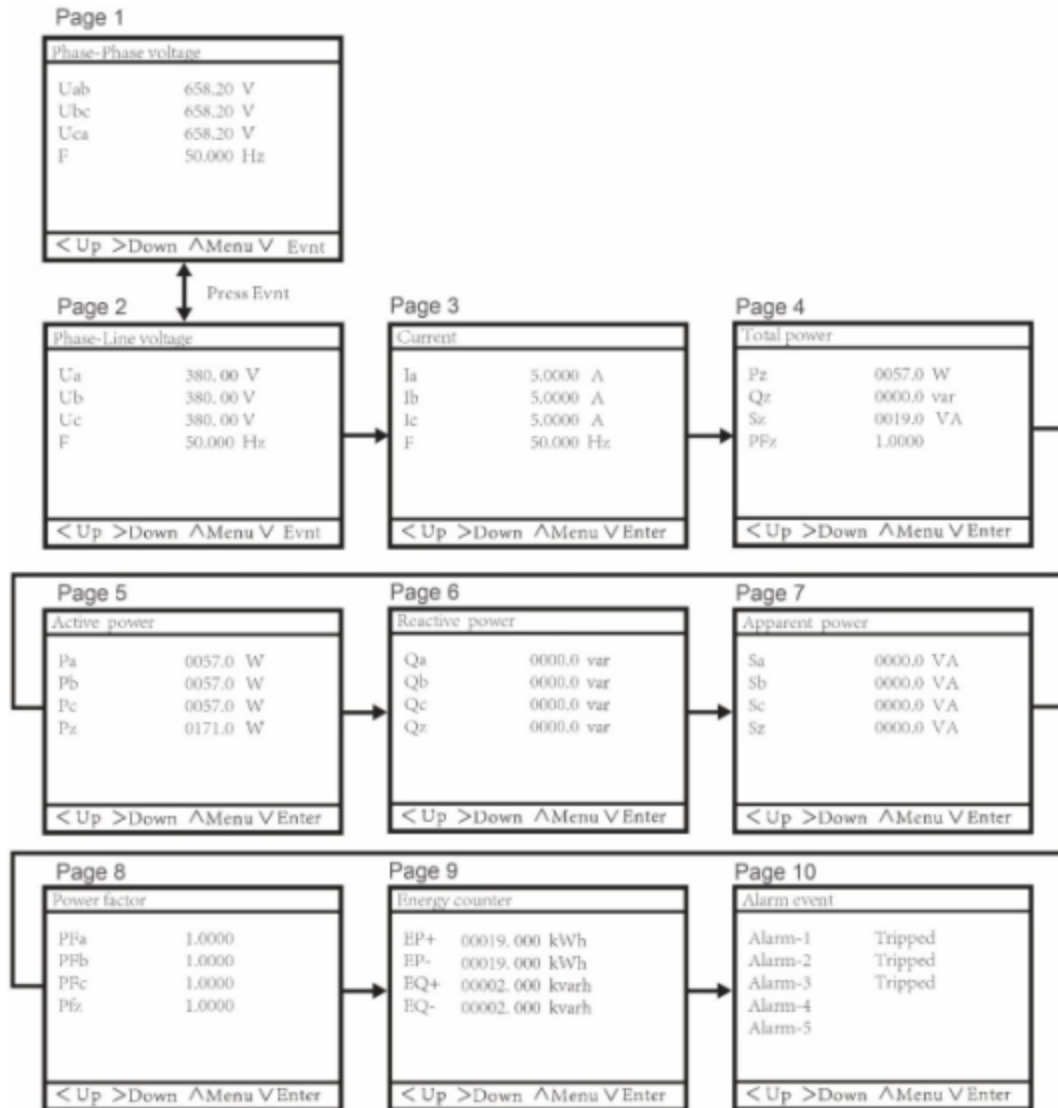 Page 1
Phase-Phase voltage
Uab 658.20 V
Ubc 658.20 V
Uca 658.20 V
F 50.000 Hz
< Up >Down ΛMenu V Evnt
Press Evnt
Page 2
Phase-Line voltage
Ua 380.00 V
Ub 380.00 V
Uc 380.00 V
F 50.000 Hz
< Up >Down ΛMenu V Evnt
Page 3
Current
Ia 5.0000 A
Ib 5.0000 A
Ic 5.0000 A
F 50.000 Hz
< Up >Down ΛMenu V Enter
Page 4
Total power
Pz 0057.0 W
Qz 0000.0 var
Sz 0019.0 VA
PFz 1.0000
< Up >Down ΛMenu V Enter
Page 5
Active power
Pa 0057.0 W
Pb 0057.0 W
Pc 0057.0 W
Pz 0171.0 W
< Up >Down ΛMenu V Enter
Page 6
Reactive power
Qa 0000.0 var
Qb 0000.0 var
Qc 0000.0 var
Qz 0000.0 var
< Up >Down ΛMenu V Enter
Page 7
Apparent power
Sa 0000.0 VA
Sb 0000.0 VA
Sc 0000.0 VA
Sz 0000.0 VA
< Up >Down ΛMenu V Enter
Page 8
Power factor
PFa 1.0000
PFb 1.0000
PFc 1.0000
Pfz 1.0000
< Up >Down ΛMenu V Enter
Page 9
Energy counter
EP+ 00019.000 kWh
EP- 00019.000 kWh
EQ+ 00002.000 kvarh
EQ- 00002.000 kvarh
< Up >Down ΛMenu V Enter
Page 10
Alarm event
Alarm-1 Tripped
Alarm-2 Tripped
Alarm-3 Tripped
Alarm-4
Alarm-5
< Up >Down ΛMenu V Enter